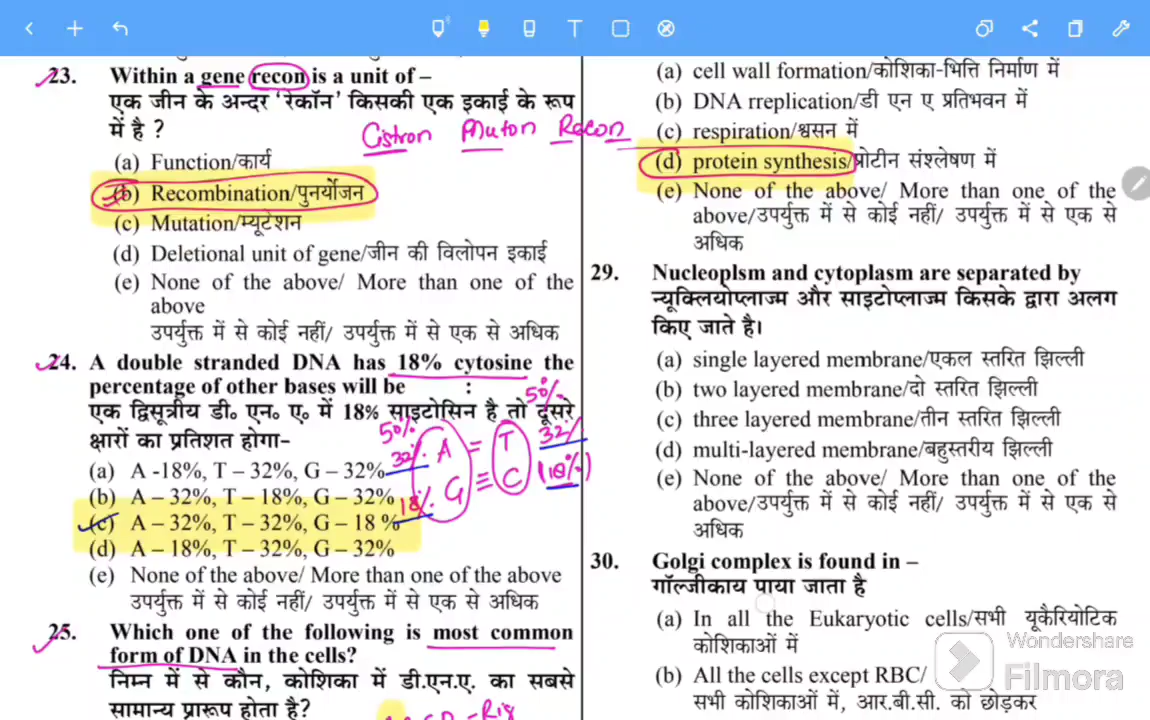 23. Within a gene recon is a unit of –
एक जीन के अन्दर 'रेकॉन' किसकी एक इकाई के रूप
में है ?
Cistron Muton Recon
(a) Function/कार्य
(b) Recombination/पुनर्योजन
(c) Mutation/म्यूटेशन
(d) Deletional unit of gene/जीन की विलोपन इकाई
(e) None of the above/ More than one of the
above
उपर्युक्त में से कोई नहीं/ उपर्युक्त में से एक से अधिक
24. A double stranded DNA has 18% cytosine the
percentage of other bases will be :
एक द्विसूत्रीय डी० एन० ए० में 18% साइटोसिन है तो दूसरे
क्षारों का प्रतिशत होगा-
50% 50%
32% A = T 32%
18% G ≡ C (18%)
(a) A -18%, T – 32%, G – 32%
(b) A – 32%, T – 18%, G – 32%
(c) A – 32%, T – 32%, G – 18 %
(d) A – 18%, T – 32%, G – 32%
(e) None of the above/ More than one of the above
उपर्युक्त में से कोई नहीं/ उपर्युक्त में से एक से अधिक
25. Which one of the following is most common
form of DNA in the cells?
निम्न में से कौन, कोशिका में डी.एन.ए. का सबसे
सामान्य प्रारूप होता है?
(a) cell wall formation/कोशिका-भित्ति निर्माण में
(b) DNA rreplication/डी एन ए प्रतिभवन में
(c) respiration/श्वसन में
(d) protein synthesis/प्रोटीन संश्लेषण में
(e) None of the above/ More than one of the
above/उपर्युक्त में से कोई नहीं/ उपर्युक्त में से एक से
अधिक
29. Nucleoplsm and cytoplasm are separated by
न्यूक्लियोप्लाज्म और साइटोप्लाज्म किसके द्वारा अलग
किए जाते है।
(a) single layered membrane/एकल स्तरित झिल्ली
(b) two layered membrane/दो स्तरित झिल्ली
(c) three layered membrane/तीन स्तरित झिल्ली
(d) multi-layered membrane/बहुस्तरीय झिल्ली
(e) None of the above/ More than one of the
above/उपर्युक्त में से कोई नहीं/ उपर्युक्त में से एक से
अधिक
30. Golgi complex is found in –
गॉल्जीकाय पाया जाता है
(a) In all the Eukaryotic cells/सभी यूकैरियोटिक
कोशिकाओं में
(b) All the cells except RBC/
सभी कोशिकाओं में, आर.बी.सी. को छोड़कर
Wondershare
Filmora